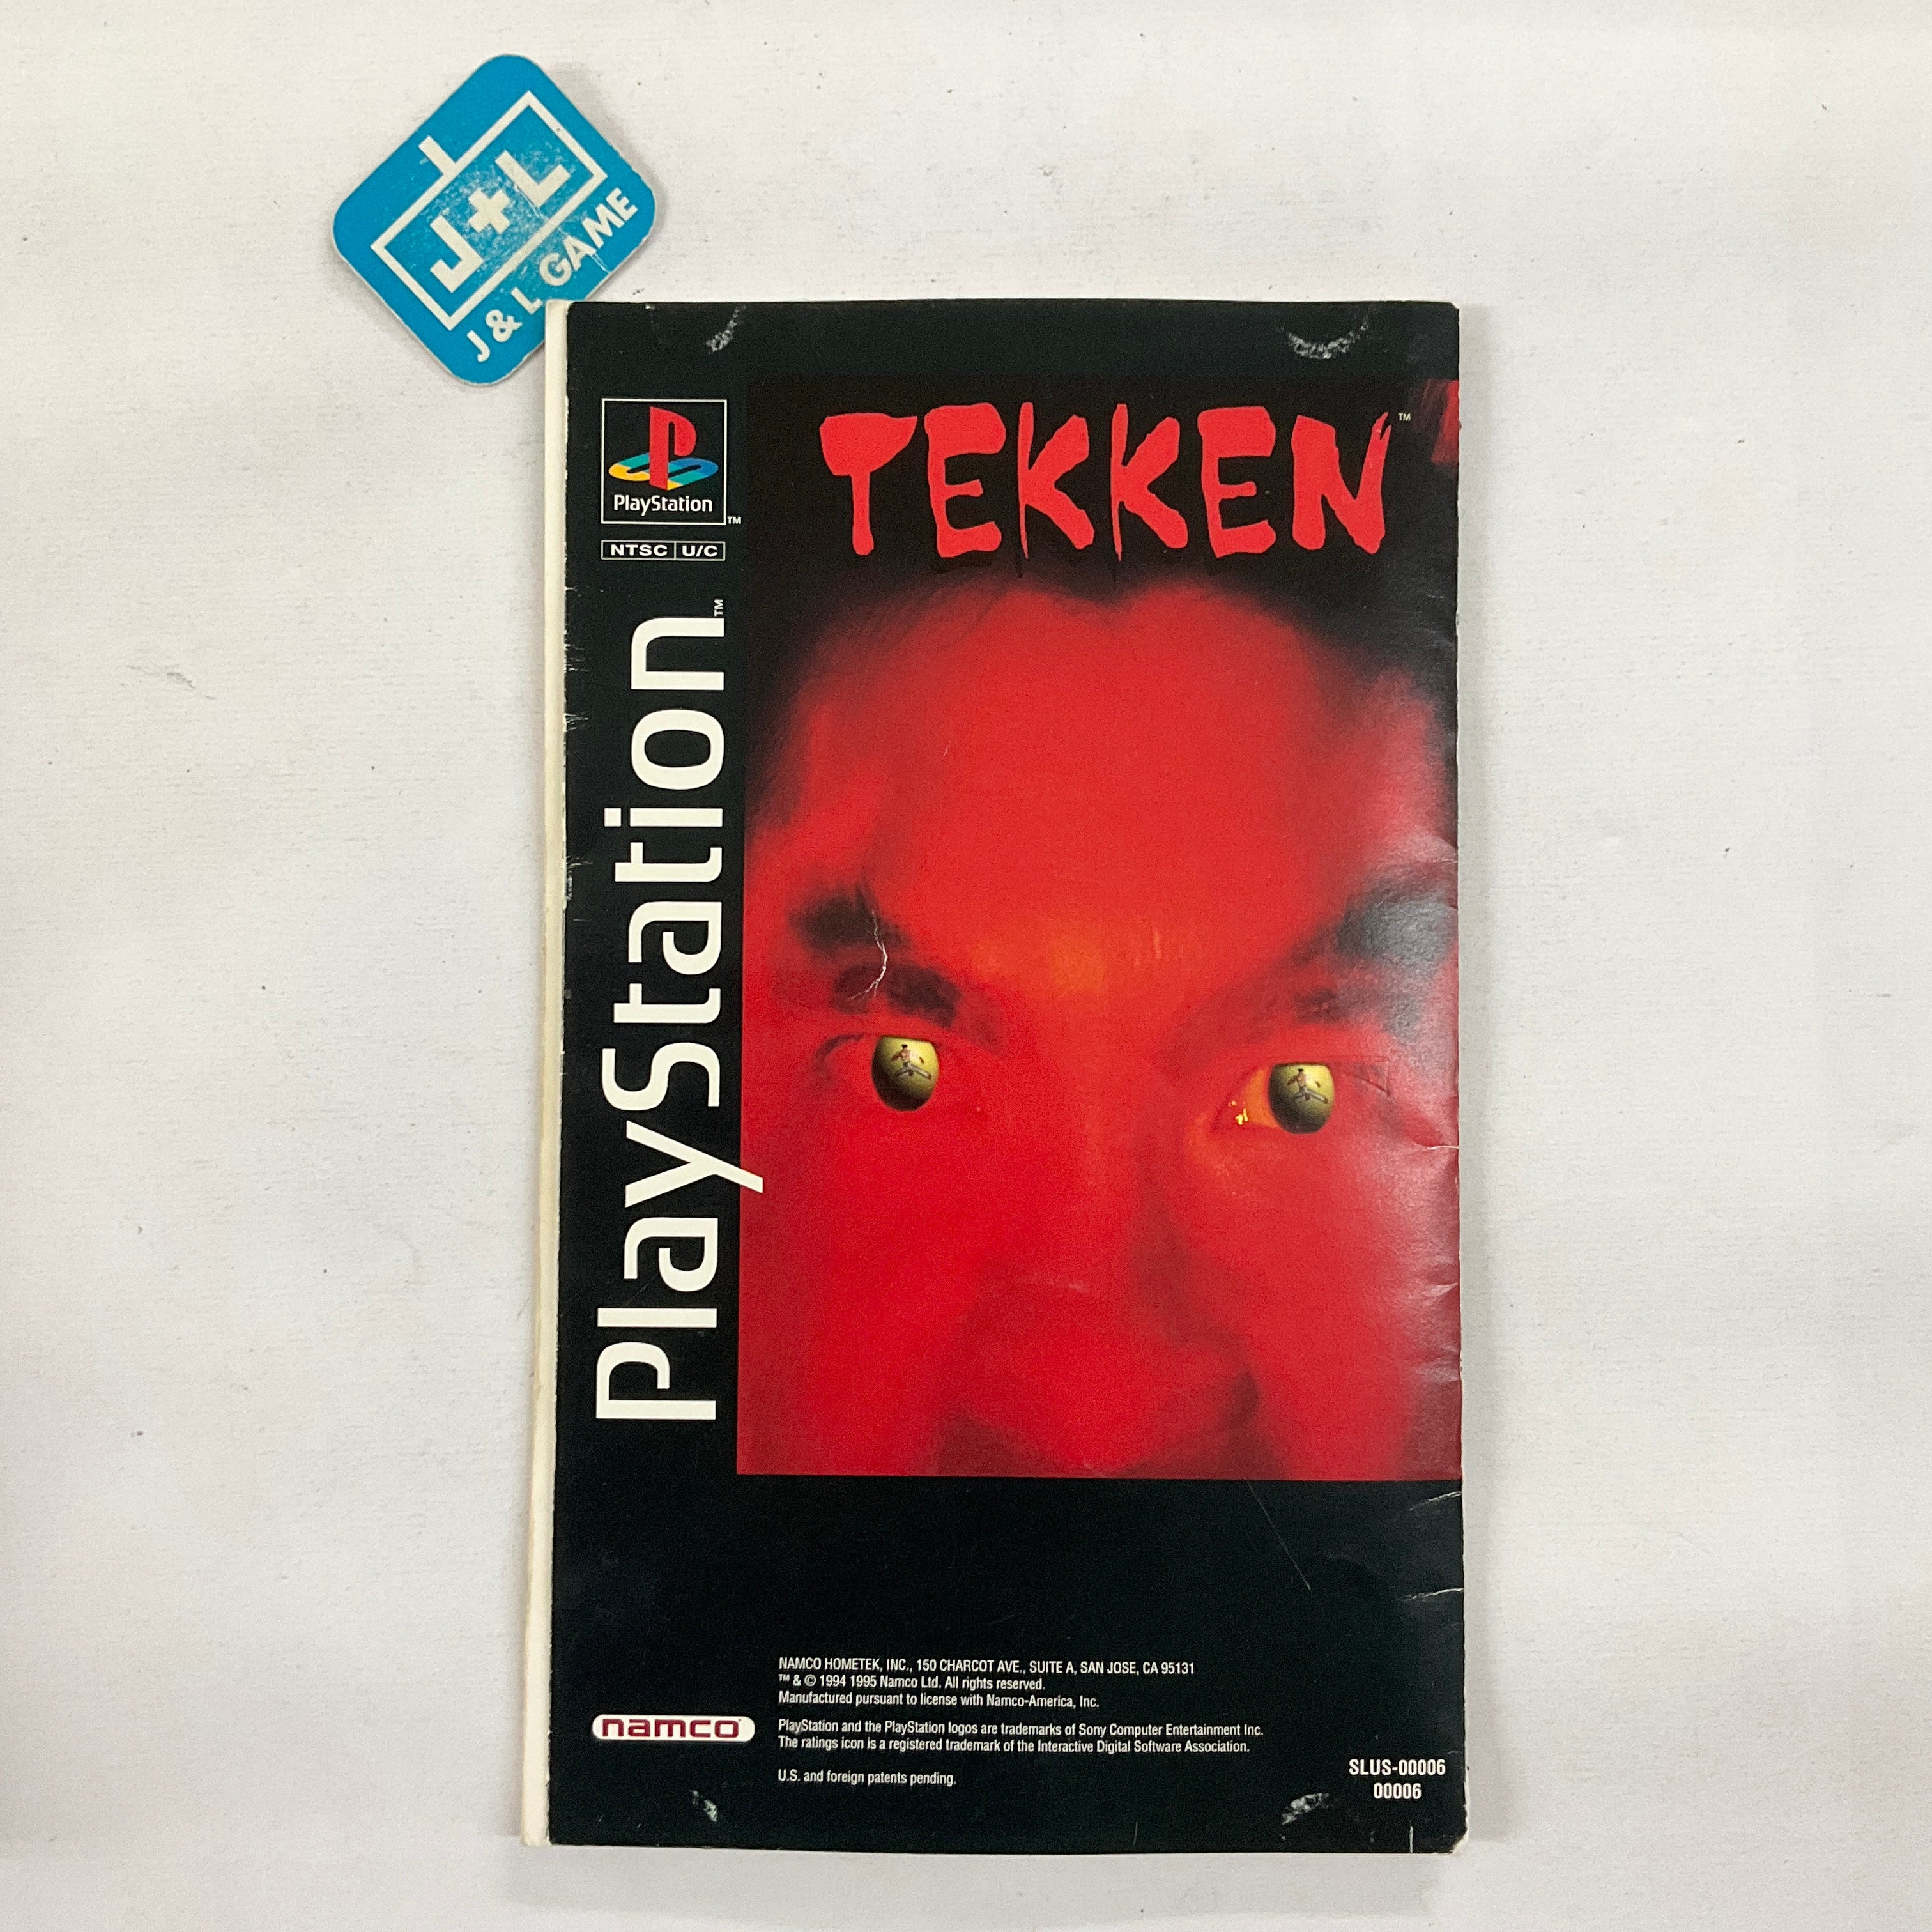 J+L
J & L GAME
PlayStation™
NTSC U/C
PlayStation™
TEKKEN™
NAMCO HOMETEK, INC., 150 CHARCOT AVE., SUITE A, SAN JOSE, CA 95131
™ & © 1994 1995 Namco Ltd. All rights reserved.
Manufactured pursuant to license with Namco-America, Inc.
namco®
PlayStation and the PlayStation logos are trademarks of Sony Computer Entertainment Inc.
The ratings icon is a registered trademark of the Interactive Digital Software Association.
U.S. and foreign patents pending.
SLUS-00006
00006